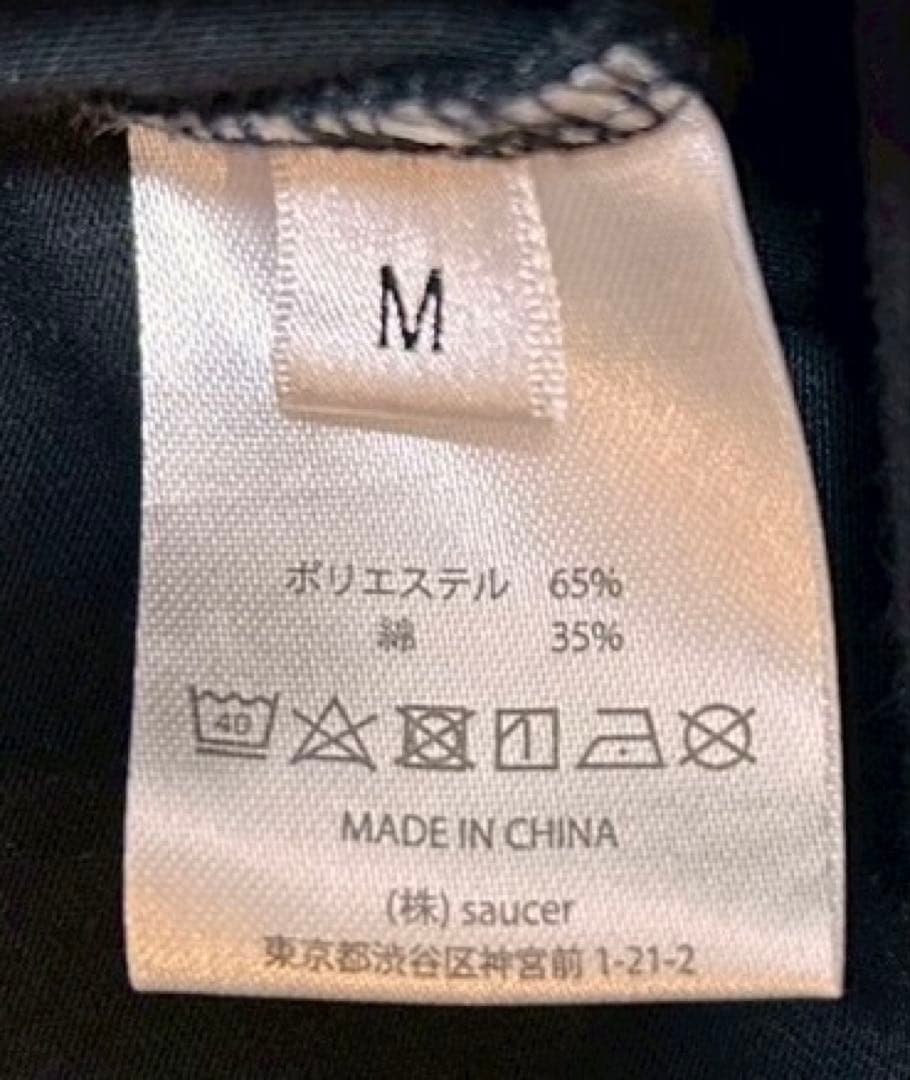 M
ポリエステル 65%
綿 35%
40
MADE IN CHINA
(株) saucer
東京都渋谷区神宮前 1-21-2